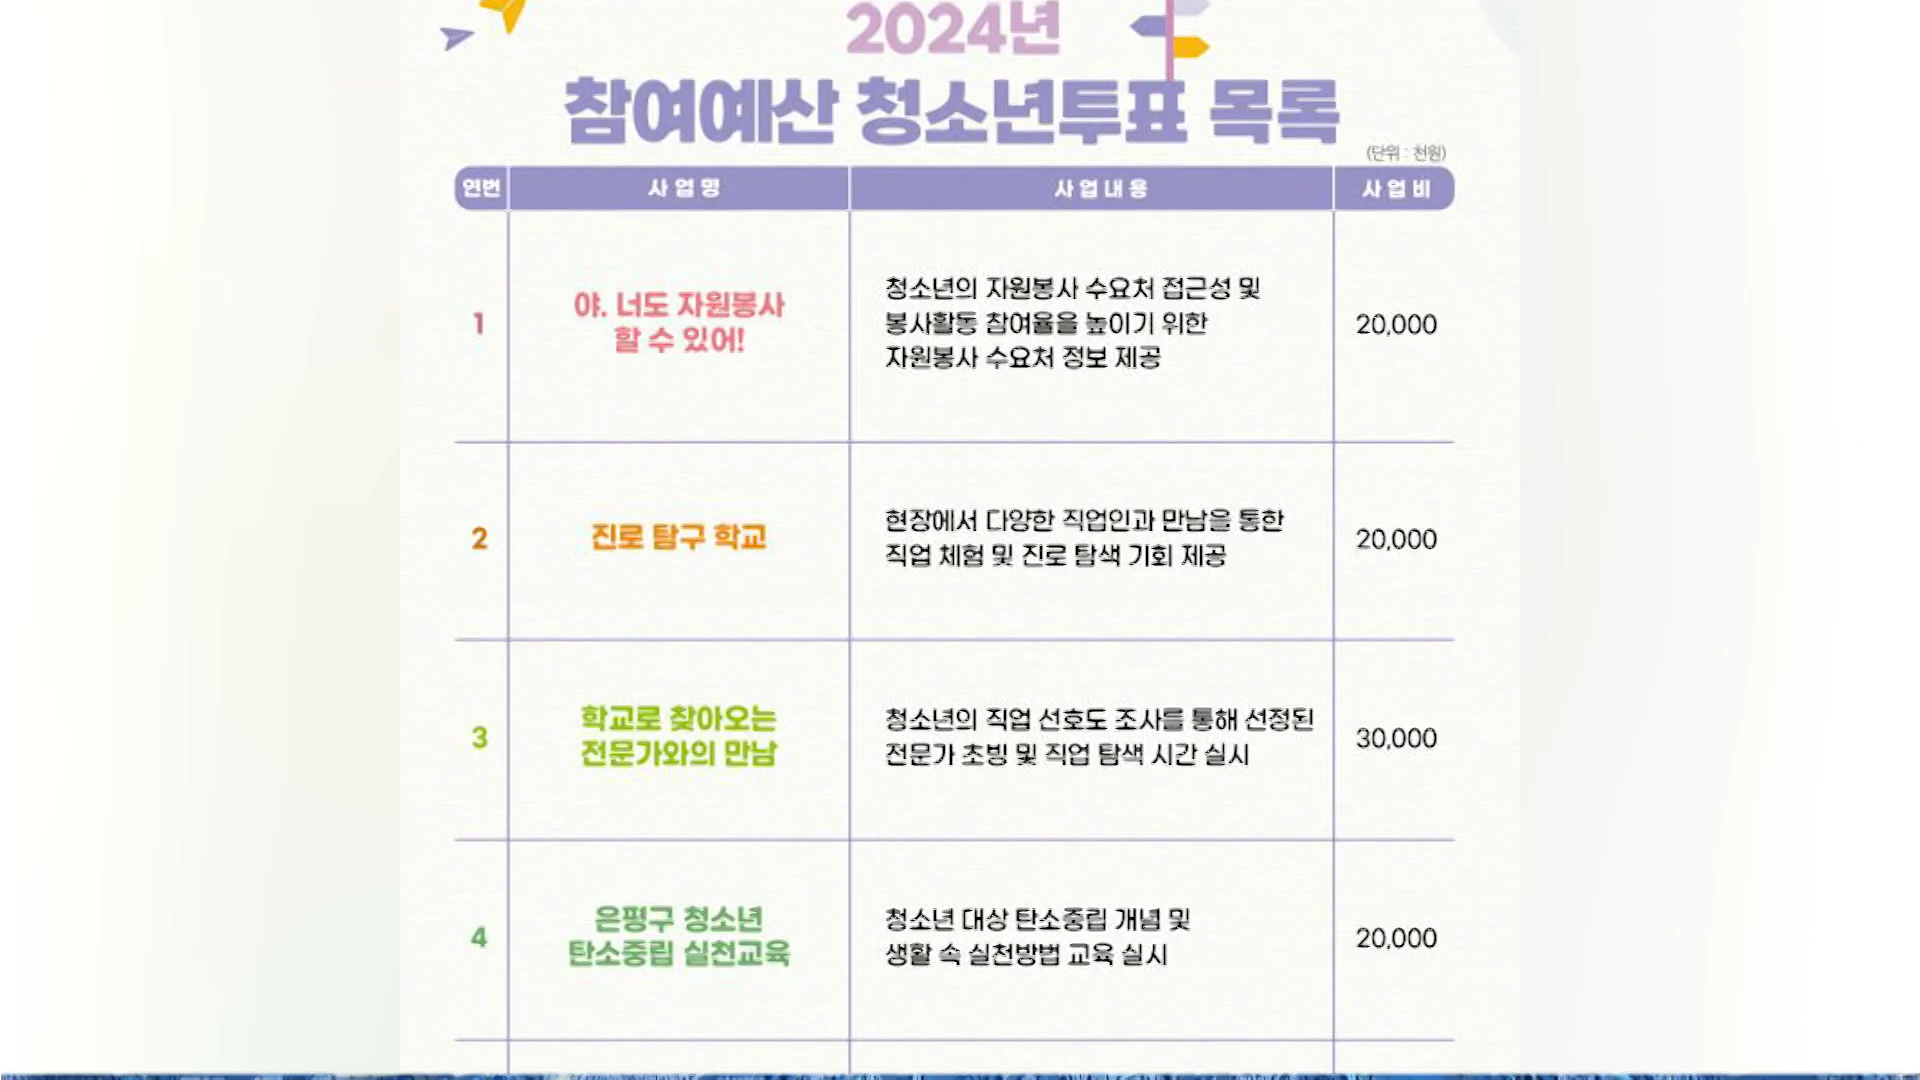 2024년
참여예산 청소년투표 목록
(단위 : 천원)
연번 사업명 사업내용 사업비
1
야. 너도 자원봉사
할 수 있어!
청소년의 자원봉사 수요처 접근성 및
봉사활동 참여율을 높이기 위한
자원봉사 수요처 정보 제공
20,000
2
진로 탐구 학교
현장에서 다양한 직업인과 만남을 통한
직업 체험 및 진로 탐색 기회 제공
20,000
3
학교로 찾아오는
전문가와의 만남
청소년의 직업 선호도 조사를 통해 선정된
전문가 초빙 및 직업 탐색 시간 실시
30,000
4
은평구 청소년
탄소중립 실천교육
청소년 대상 탄소중립 개념 및
생활 속 실천방법 교육 실시
20,000